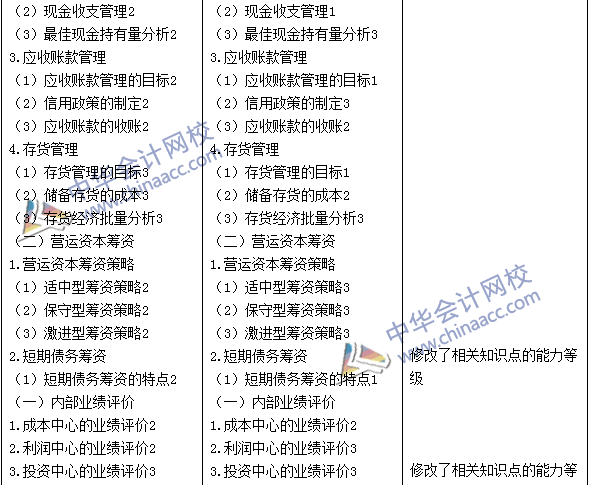 （2）现金收支管理2
（3）最佳现金持有量分析2
3.应收账款管理
（1）应收账款管理的目标2
（2）信用政策的制定2
（3）应收账款的收账2
4.存货管理
（1）存货管理的目标3
（2）储备存货的成本3
（3）存货经济批量分析3
（二）营运资本筹资
1.营运资本筹资策略
（1）适中型筹资策略2
（2）保守型筹资策略2
（3）激进型筹资策略2
2.短期债务筹资
（1）短期债务筹资的特点2
（一）内部业绩评价
1.成本中心的业绩评价2
2.利润中心的业绩评价2
3.投资中心的业绩评价3
（2）现金收支管理1
（3）最佳现金持有量分析3
3.应收账款管理
（1）应收账款管理的目标1
（2）信用政策的制定3
（3）应收账款的收账2
4.存货管理
（1）存货管理的目标1
（2）储备存货的成本2
（3）存货经济批量分析3
（二）营运资本筹资
1.营运资本筹资策略
（1）适中型筹资策略3
（2）保守型筹资策略3
（3）激进型筹资策略3
2.短期债务筹资
（1）短期债务筹资的特点1
（一）内部业绩评价
1.成本中心的业绩评价2
2.利润中心的业绩评价3
3.投资中心的业绩评价3
修改了相关知识点的能力等
级
修改了相关知识点的能力等
中华会计网校
www.chinaacc.com
中华会计网校
www.chinaacc.com